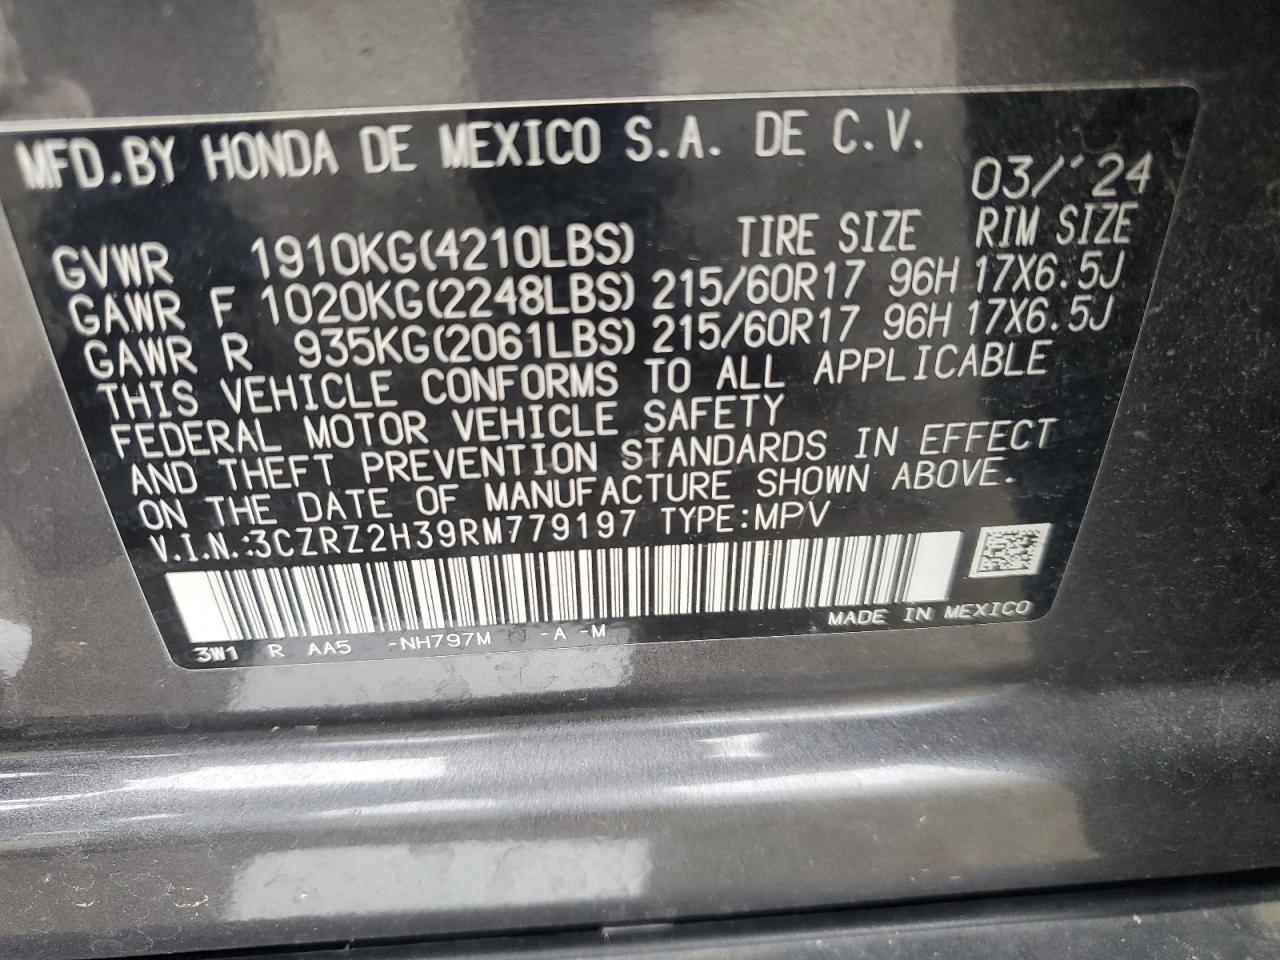 MFD.BY HONDA DE MEXICO S.A. DE C.V.
03/'24
GVWR 1910KG(4210LBS) TIRE SIZE RIM SIZE
GAWR F 1020KG(2248LBS) 215/60R17 96H 17X6.5J
GAWR R 935KG(2061LBS) 215/60R17 96H 17X6.5J
THIS VEHICLE CONFORMS TO ALL APPLICABLE
FEDERAL MOTOR VEHICLE SAFETY
AND THEFT PREVENTION STANDARDS IN EFFECT
ON THE DATE OF MANUFACTURE SHOWN ABOVE.
V.I.N.:3CZRZ2H39RM779197 TYPE:MPV
MADE IN MEXICO
3W1 R AA5 -NH797M -A -M